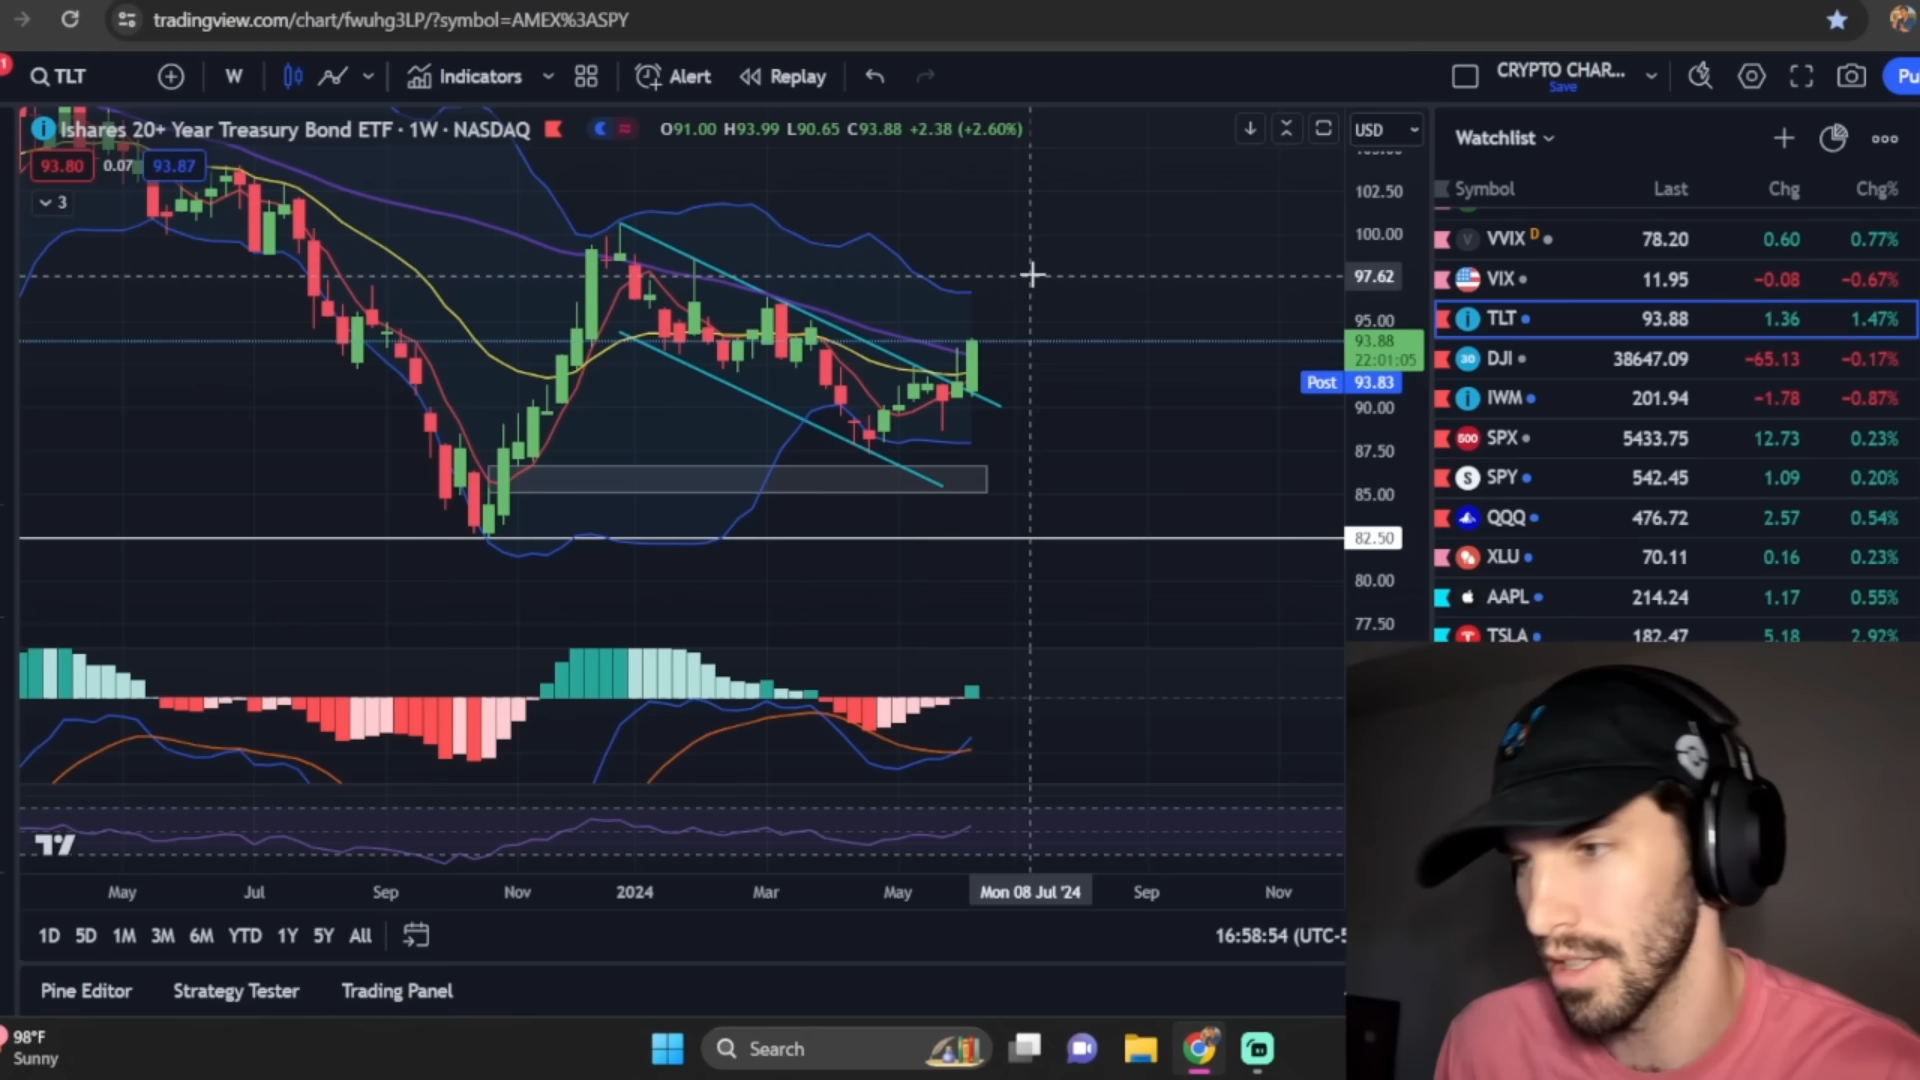 tradingview.com/chart/fwuhg3LP/?symbol=AMEX%3ASPY
1
TLT
W
Indicators
Alert
Replay
CRYPTO CHAR...
Save
Pu
Ishares 20+ Year Treasury Bond ETF · 1W · NASDAQ
O91.00 H93.99 L90.65 C93.88 +2.38 (+2.60%)
93.80 0.07 93.87
3
USD
102.50
100.00
97.62
95.00
93.88
22:01:05
Post 93.83
90.00
87.50
85.00
82.50
80.00
77.50
May Jul Sep Nov 2024 Mar May Mon 08 Jul '24 Sep Nov
1D 5D 1M 3M 6M YTD 1Y 5Y All
16:58:54 (UTC-5
Pine Editor Strategy Tester Trading Panel
Watchlist
Symbol Last Chg Chg%
VVIX D 78.20 0.60 0.77%
VIX 11.95 −0.08 −0.67%
TLT 93.88 1.36 1.47%
30 DJI 38647.09 −65.13 −0.17%
IWM 201.94 −1.78 −0.87%
500 SPX 5433.75 12.73 0.23%
S SPY 542.45 1.09 0.20%
QQQ 476.72 2.57 0.54%
XLU 70.11 0.16 0.23%
AAPL 214.24 1.17 0.55%
TSLA 182.47 5.18 2.92%
98°F
Sunny
Search